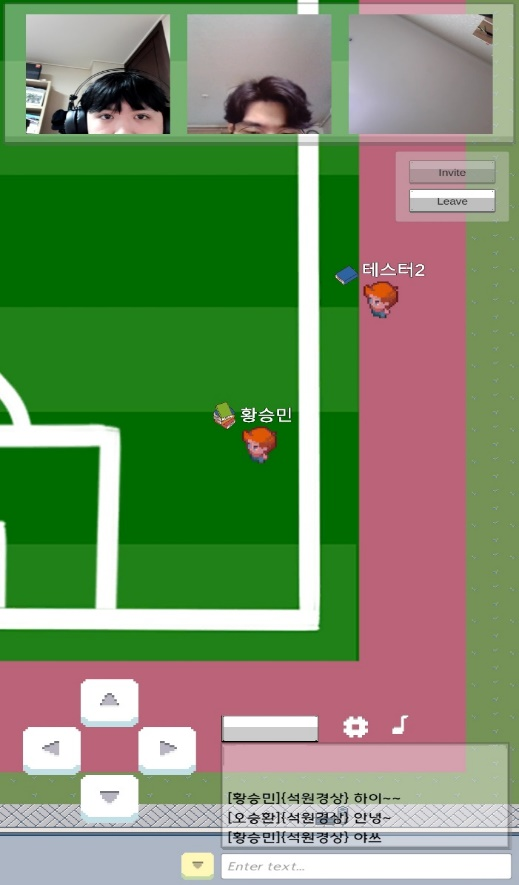 Invite
Leave
테스터2
황승민
[황승민]{석원경상} 하이~~
[오승환]{석원경상} 안녕~
[황승민]{석원경상} 야쓰
Enter text...